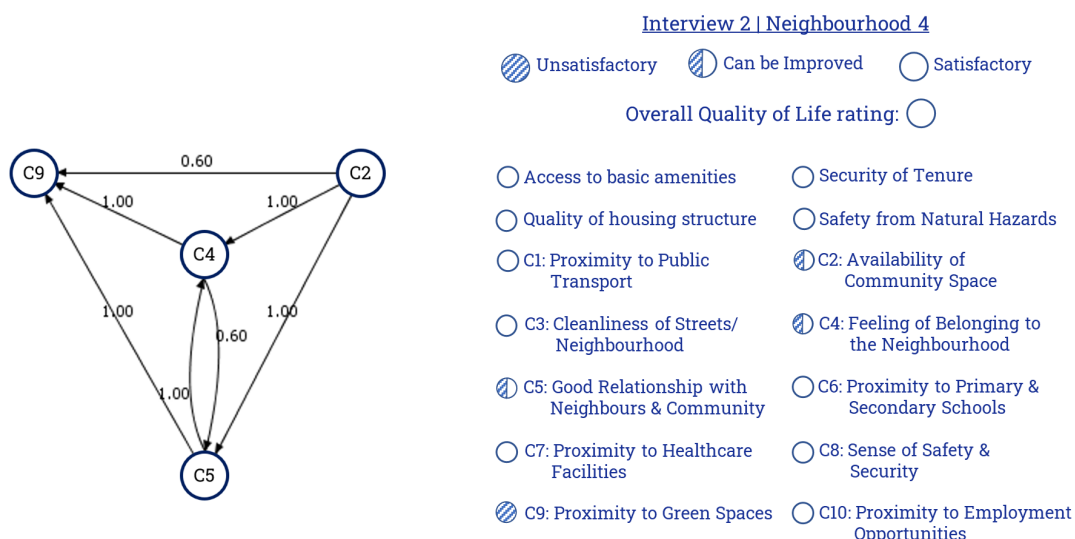 Interview 2 | Neighbourhood 4
Unsatisfactory
Can be Improved
Satisfactory
Overall Quality of Life rating:
C9
0.60
C2
1.00
1.00
C4
1.00
1.00
0.60
1.00
C5
Access to basic amenities
Security of Tenure
Quality of housing structure
Safety from Natural Hazards
C1: Proximity to Public
Transport
C2: Availability of
Community Space
C3: Cleanliness of Streets/
Neighbourhood
C4: Feeling of Belonging to
the Neighbourhood
C5: Good Relationship with
Neighbours & Community
C6: Proximity to Primary &
Secondary Schools
C7: Proximity to Healthcare
Facilities
C8: Sense of Safety &
Security
C9: Proximity to Green Spaces
C10: Proximity to Employment
Opportunities